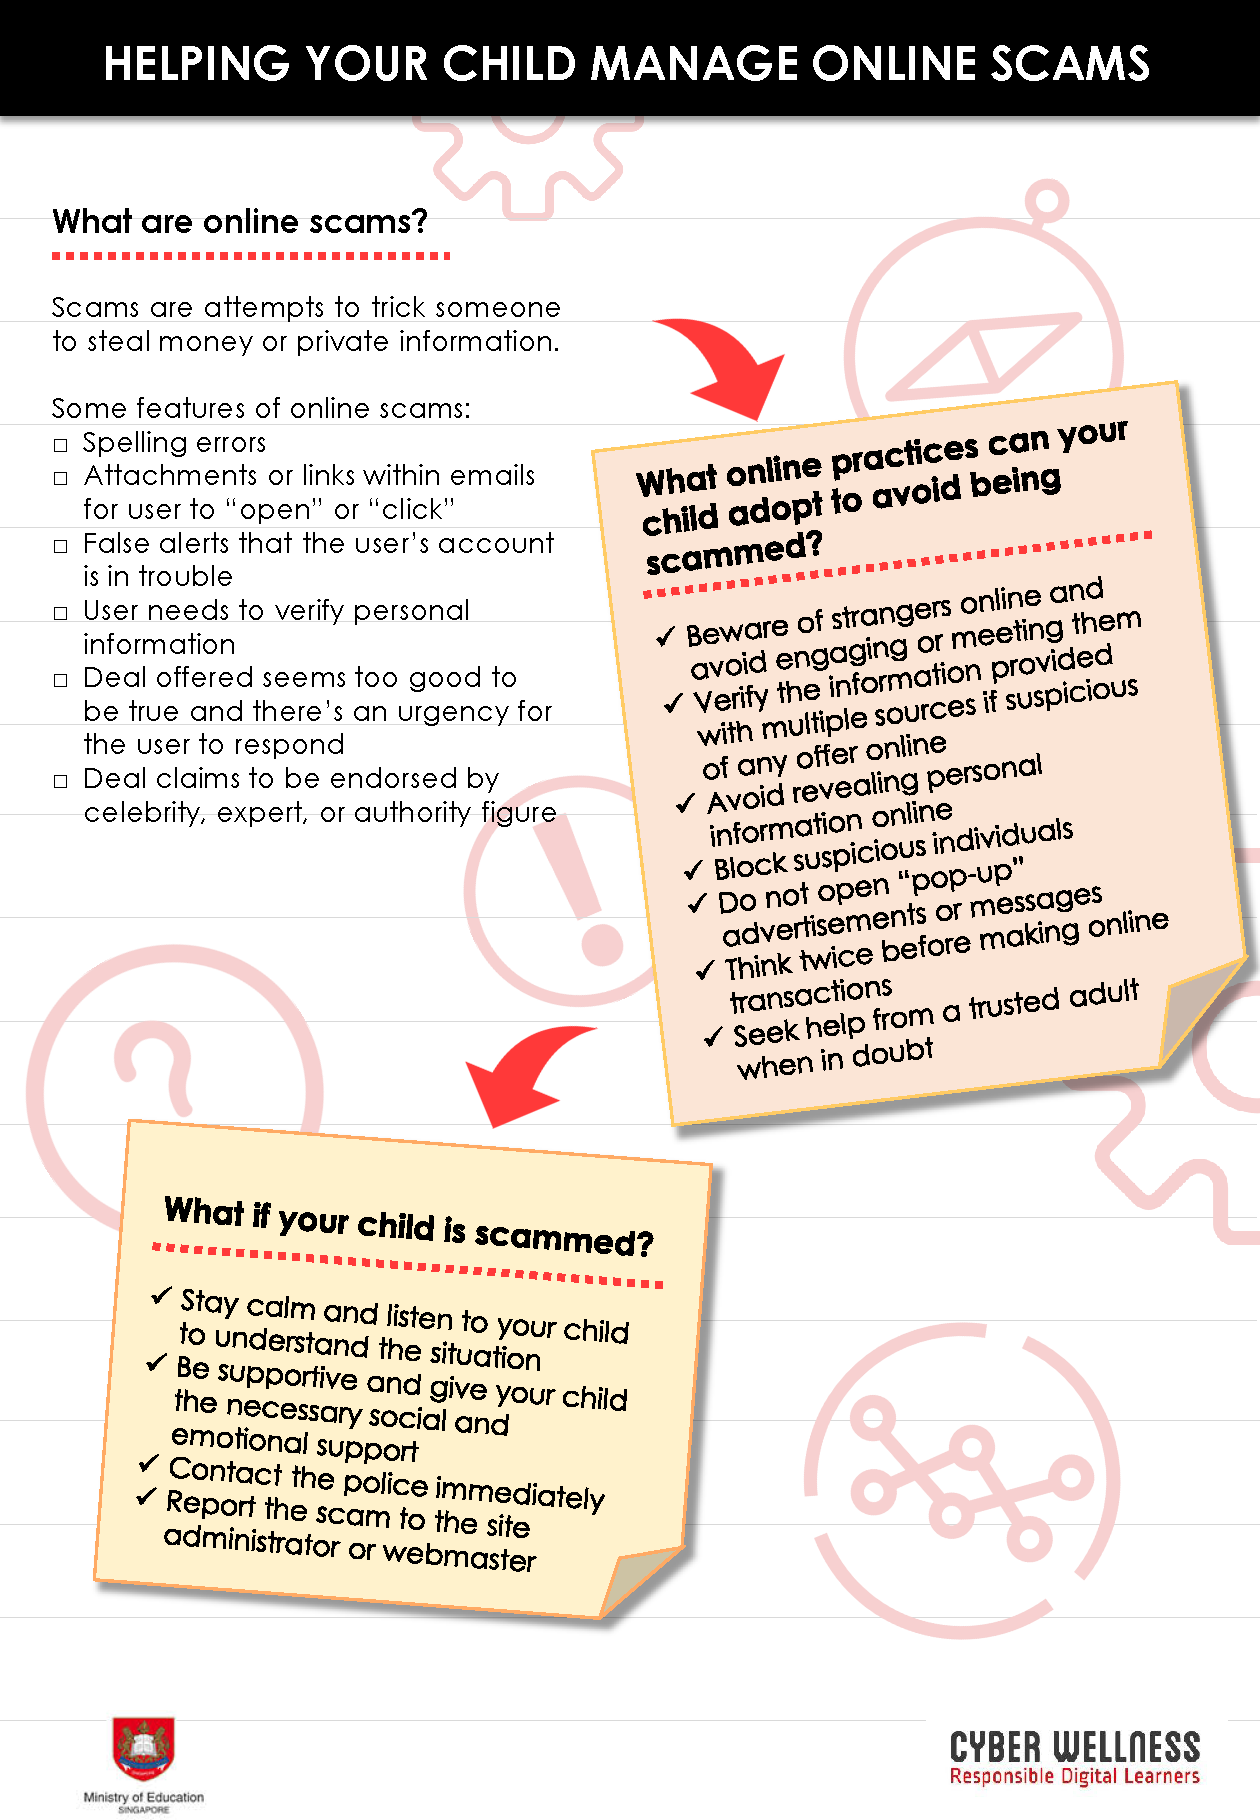 HELPING YOUR CHILD MANAGE ONLINE SCAMS
What are online scams?
Scams are attempts to trick someone
to steal money or private information.
Some features of online scams:
□ Spelling errors
□ Attachments or links within emails
for user to “open” or “click”
□ False alerts that the user’s account
is in trouble
□ User needs to verify personal
information
□ Deal offered seems too good to
be true and there’s an urgency for
the user to respond
□ Deal claims to be endorsed by
celebrity, expert, or authority figure
What online practices can your
child adopt to avoid being
scammed?
✓ Beware of strangers online and
avoid engaging or meeting them
✓ Verify the information provided
with multiple sources if suspicious
of any offer online
✓ Avoid revealing personal
information online
✓ Block suspicious individuals
✓ Do not open “pop-up”
advertisements or messages
✓ Think twice before making online
transactions
✓ Seek help from a trusted adult
when in doubt
What if your child is scammed?
✓ Stay calm and listen to your child
to understand the situation
✓ Be supportive and give your child
the necessary social and
emotional support
✓ Contact the police immediately
✓ Report the scam to the site
administrator or webmaster
Ministry of Education
SINGAPORE
CYBER WELLNESS
Responsible Digital Learners